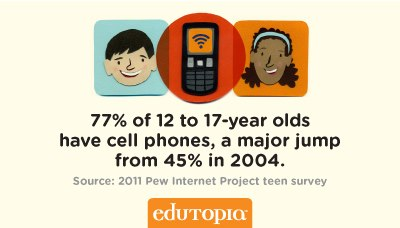 77% of 12 to 17-year olds
have cell phones, a major jump
from 45% in 2004.
Source: 2011 Pew Internet Project teen survey
edutopia